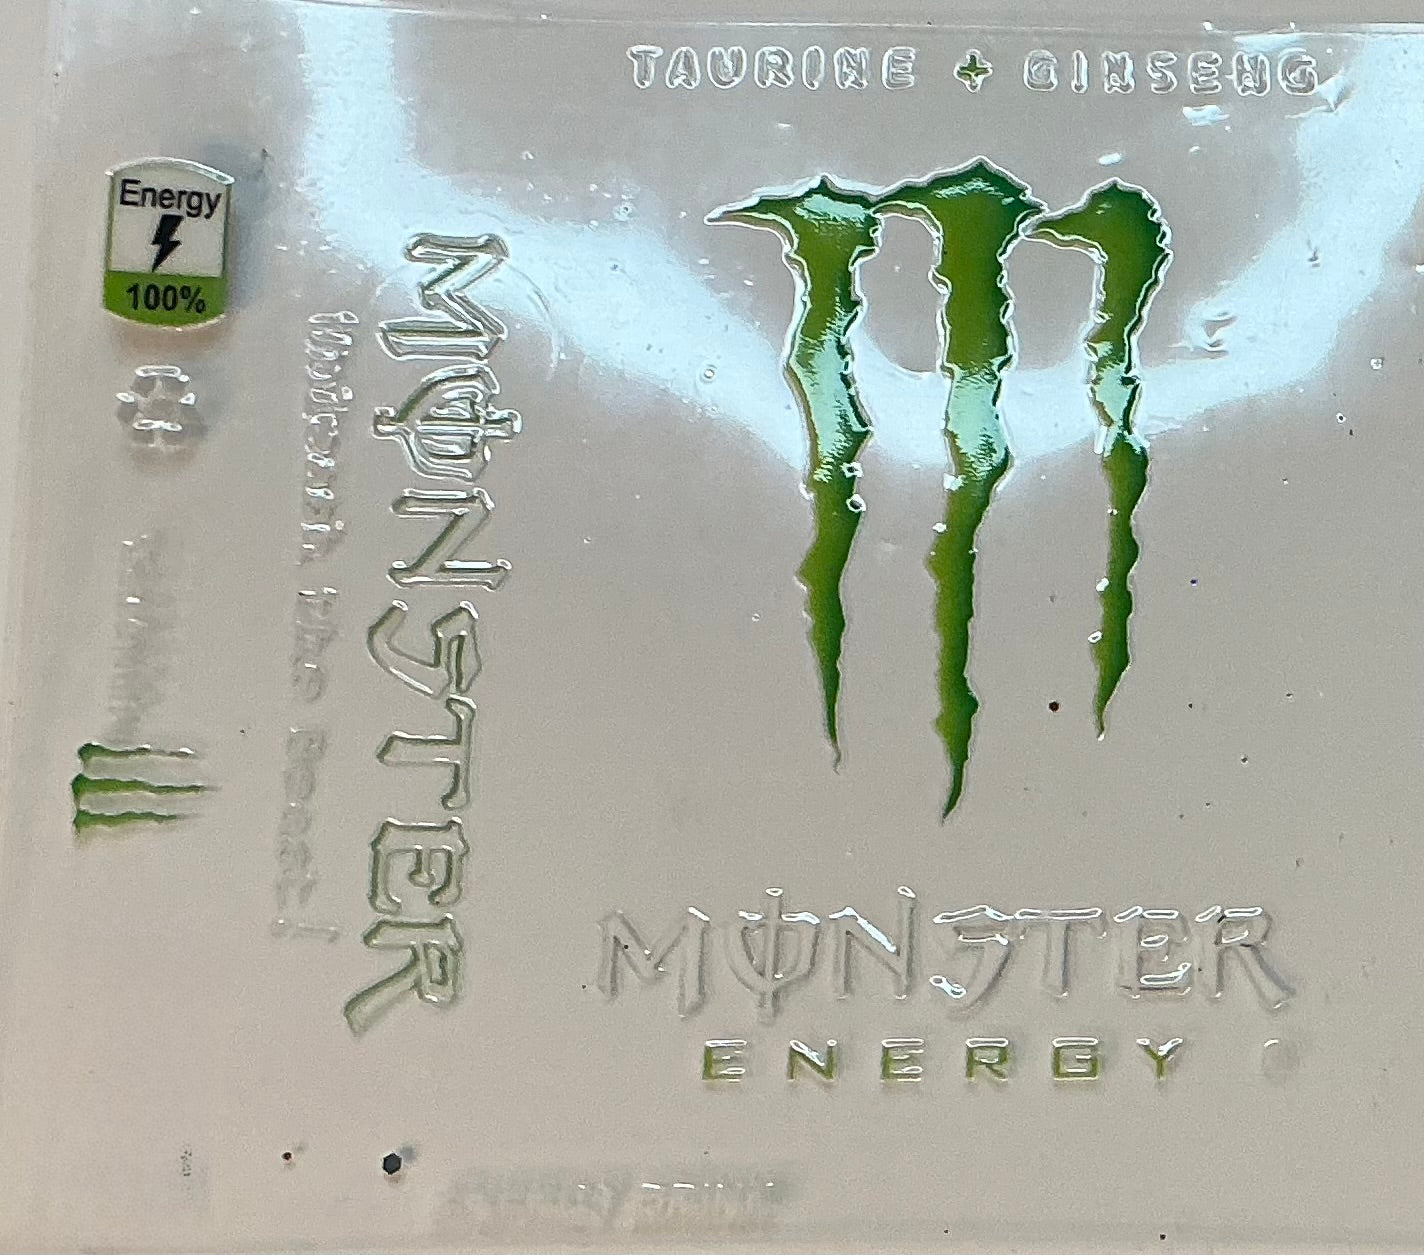 TAURINE + GINSENG
Energy
100%
MONSTER
Unleash the Beast!
MONSTER
ENERGY